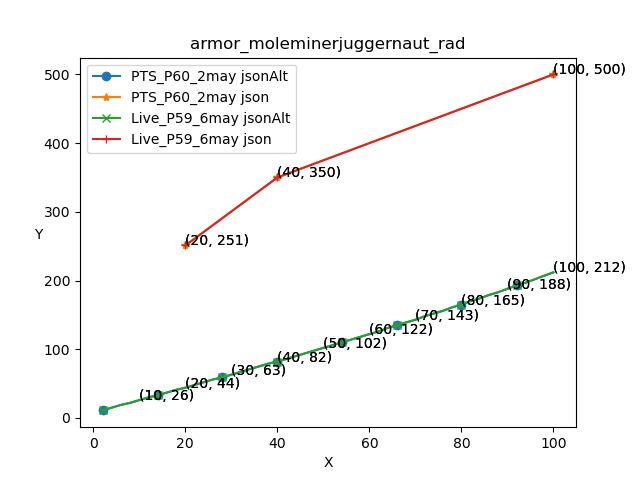 armor_moleminerjuggernaut_rad
PTS_P60_2may jsonAlt
PTS_P60_2may json
Live_P59_6may jsonAlt
Live_P59_6may json
(100, 500)
(40, 350)
(20, 251)
(100, 212)
(90, 188)
(80, 165)
(70, 143)
(60, 122)
(50, 102)
(40, 82)
(30, 63)
(20, 44)
(10, 26)
500
400
300
200
100
0
Y
0 20 40 60 80 100
X